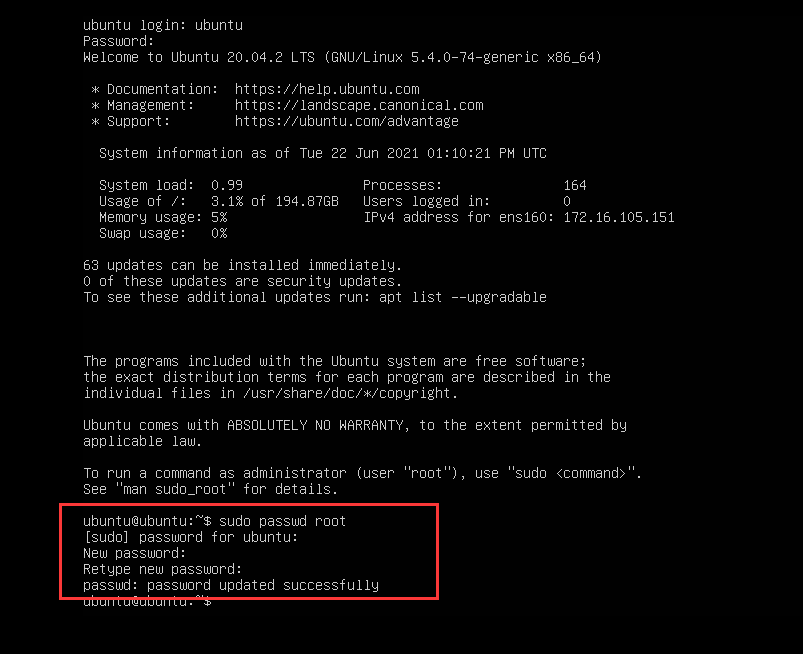 ubuntu login: ubuntu
Password:
Welcome to Ubuntu 20.04.2 LTS (GNU/Linux 5.4.0-74-generic x86_64)
* Documentation: https://help.ubuntu.com
* Management: https://landscape.canonical.com
* Support: https://ubuntu.com/advantage
System information as of Tue 22 Jun 2021 01:10:21 PM UTC
System load: 0.99 Processes: 164
Usage of /: 3.1% of 194.87GB Users logged in: 0
Memory usage: 5% IPv4 address for ens160: 172.16.105.151
Swap usage: 0%
63 updates can be installed immediately.
0 of these updates are security updates.
To see these additional updates run: apt list --upgradable
The programs included with the Ubuntu system are free software;
the exact distribution terms for each program are described in the
individual files in /usr/share/doc/*/copyright.
Ubuntu comes with ABSOLUTELY NO WARRANTY, to the extent permitted by
applicable law.
To run a command as administrator (user "root"), use "sudo <command>".
See "man sudo_root" for details.
ubuntu@ubuntu:~$ sudo passwd root
[sudo] password for ubuntu:
New password:
Retype new password:
passwd: password updated successfully
ubuntu@ubuntu:~$